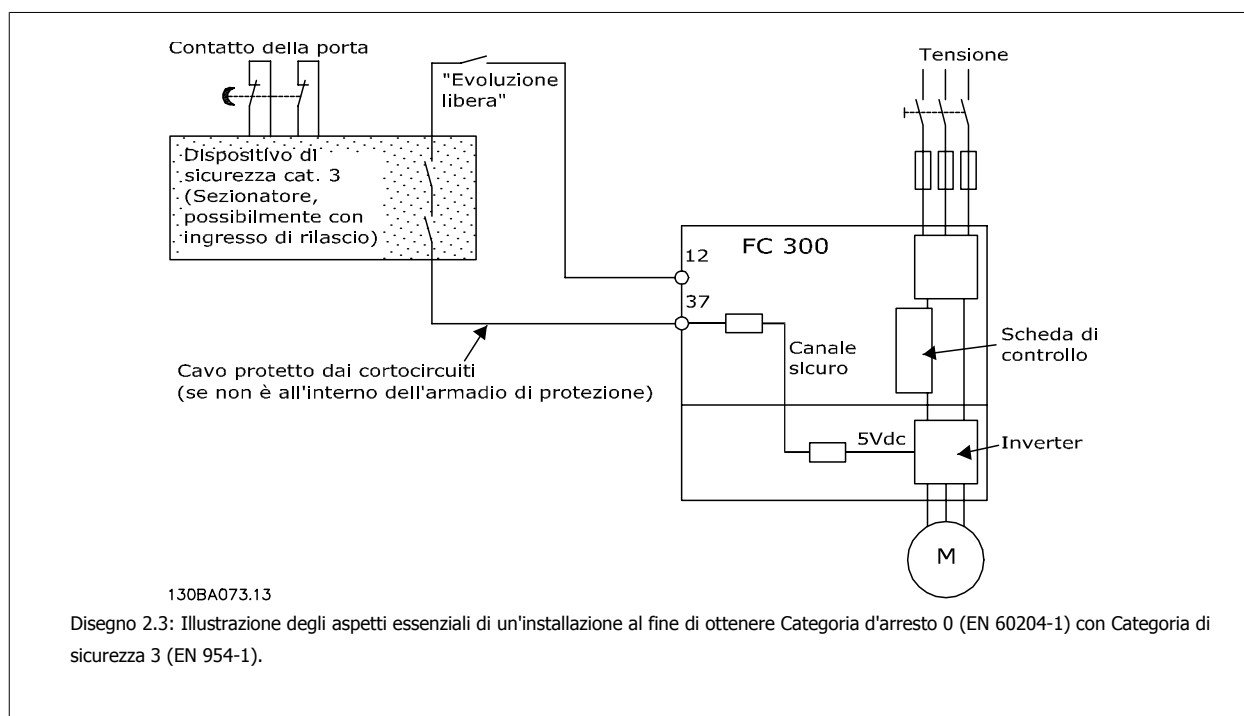 Contatto della porta
"Evoluzione
libera"
Tensione
Dispositivo di
sicurezza cat. 3
(Sezionatore,
possibilmente con
ingresso di rilascio)
FC 300
12
37
Canale
sicuro
Scheda di
controllo
Cavo protetto dai cortocircuiti
(se non è all'interno dell'armadio di protezione)
5Vdc
Inverter
M
130BA073.13
Disegno 2.3: Illustrazione degli aspetti essenziali di un'installazione al fine di ottenere Categoria d'arresto 0 (EN 60204-1) con Categoria di
sicurezza 3 (EN 954-1).